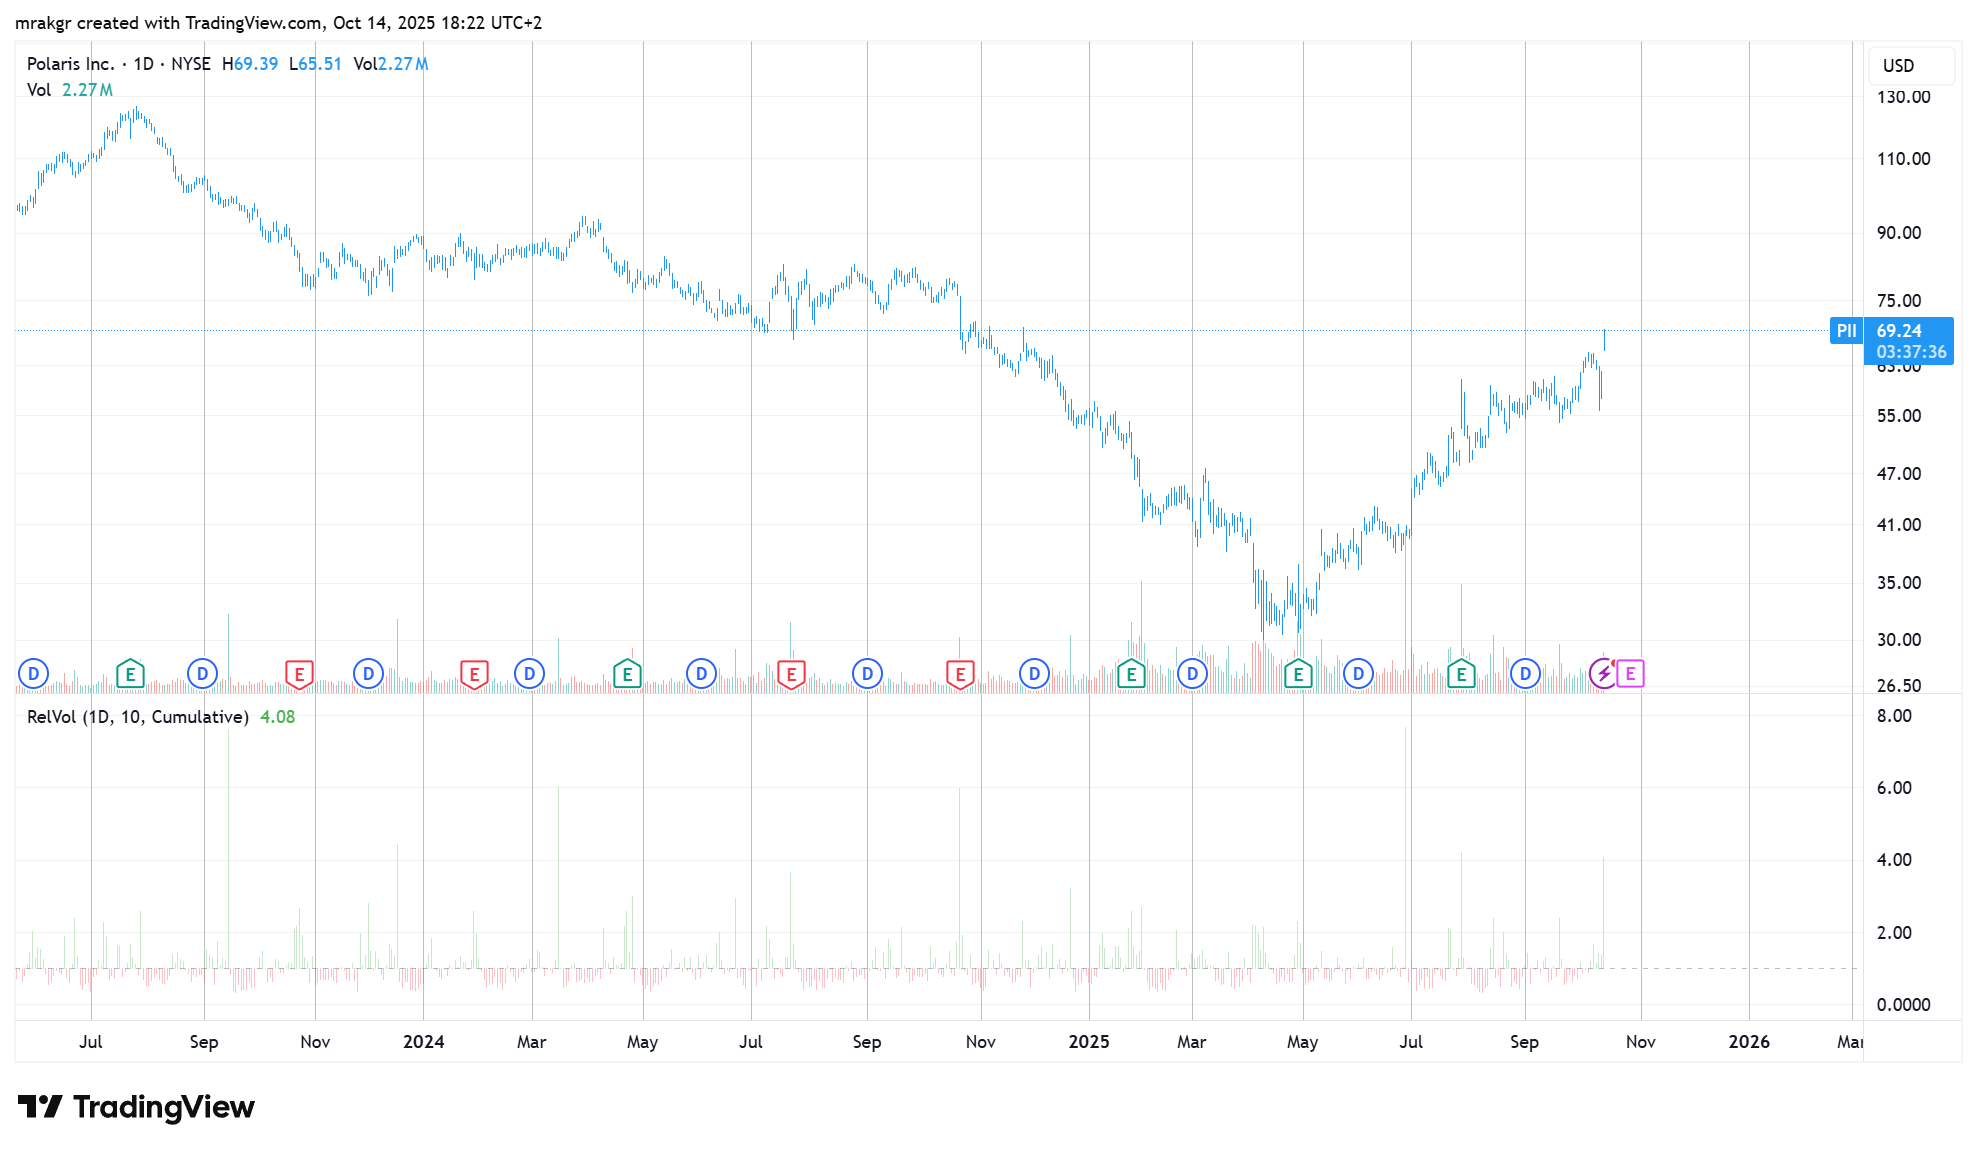 mrakgr created with TradingView.com, Oct 14, 2025 18:22 UTC+2
Polaris Inc. · 1D · NYSE H69.39 L65.51 Vol2.27M
Vol 2.27M
USD
130.00
110.00
90.00
75.00
PII 69.24
03:37:36
63.00
55.00
47.00
41.00
35.00
30.00
26.50
D E D E D E D E D E D E D E D E D E D E
RelVol (1D, 10, Cumulative) 4.08
8.00
6.00
4.00
2.00
0.0000
Jul Sep Nov 2024 Mar May Jul Sep Nov 2025 Mar May Jul Sep Nov 2026 Mar
TradingView